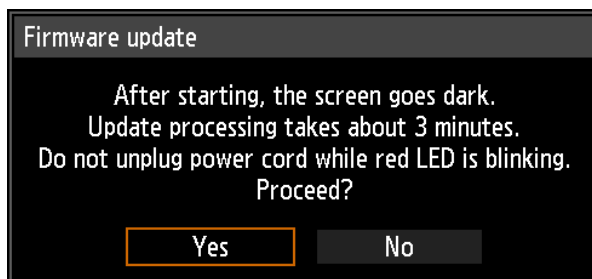 Firmware update
After starting, the screen goes dark.
Update processing takes about 3 minutes.
Do not unplug power cord while red LED is blinking.
Proceed?
Yes No